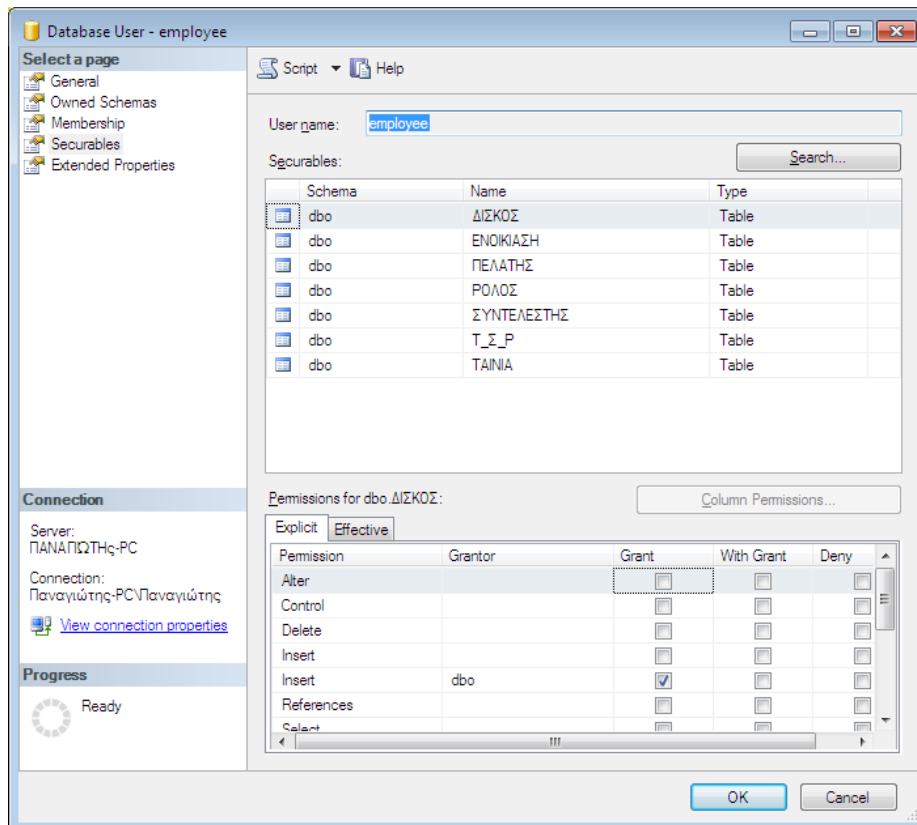 Database User - employee
Select a page
General
Owned Schemas
Membership
Securables
Extended Properties
Script Help
User name: employee
Securables: Search...
Schema Name Type
dbo ΔΙΣΚΟΣ Table
dbo ΕΝΟΙΚΙΑΣΗ Table
dbo ΠΕΛΑΤΗΣ Table
dbo ΡΟΛΟΣ Table
dbo ΣΥΝΤΕΛΕΣΤΗΣ Table
dbo Τ_Σ_Ρ Table
dbo ΤΑΙΝΙΑ Table
Connection
Server:
ΠΑΝΑΓΙΩΤΗς-PC
Connection:
Παναγιώτης-PC\Παναγιώτης
View connection properties
Progress
Ready
Permissions for dbo.ΔΙΣΚΟΣ: Column Permissions...
Explicit Effective
Permission Grantor Grant With Grant Deny
Alter
Control
Delete
Insert
Insert dbo
References
Select
OK Cancel